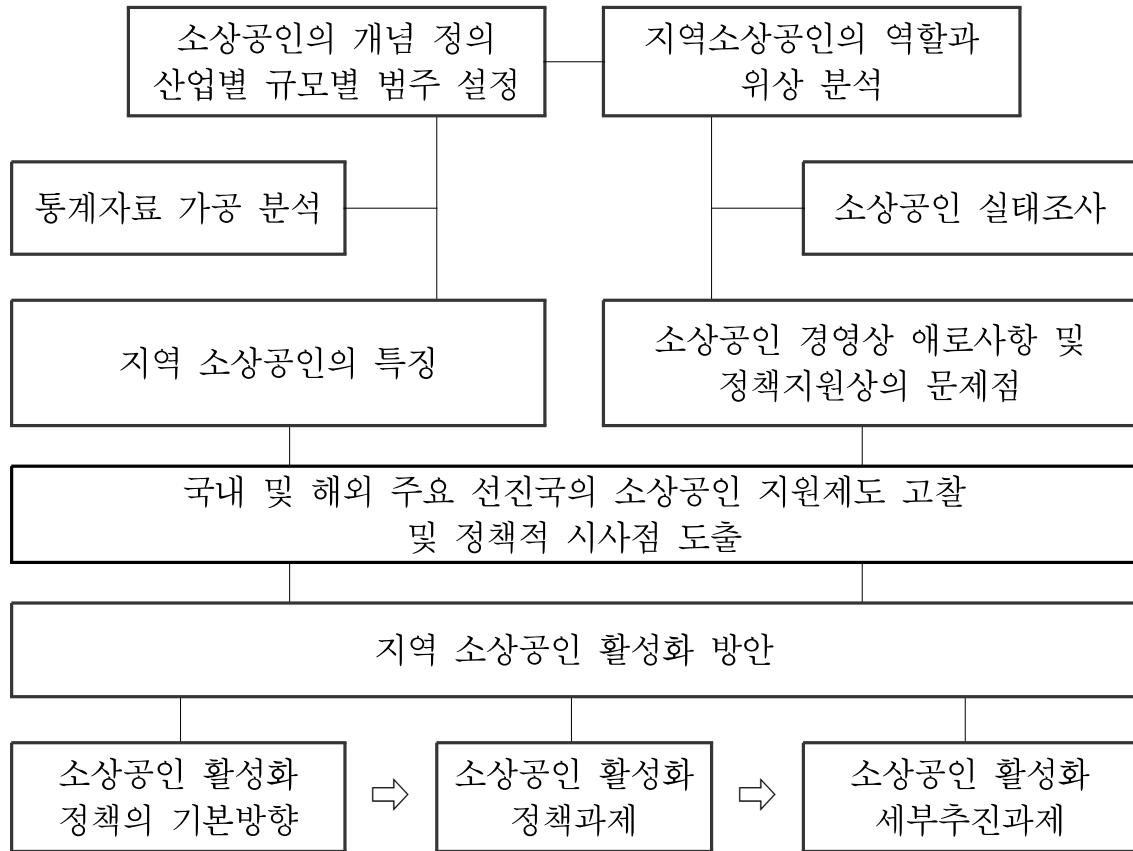 소상공인의 개념 정의
산업별 규모별 범주 설정
지역소상공인의 역할과
위상 분석
통계자료 가공 분석
소상공인 실태조사
지역 소상공인의 특징
소상공인 경영상 애로사항 및
정책지원상의 문제점
국내 및 해외 주요 선진국의 소상공인 지원제도 고찰
및 정책적 시사점 도출
지역 소상공인 활성화 방안
소상공인 활성화
정책의 기본방향
⇨
소상공인 활성화
정책과제
⇨
소상공인 활성화
세부추진과제